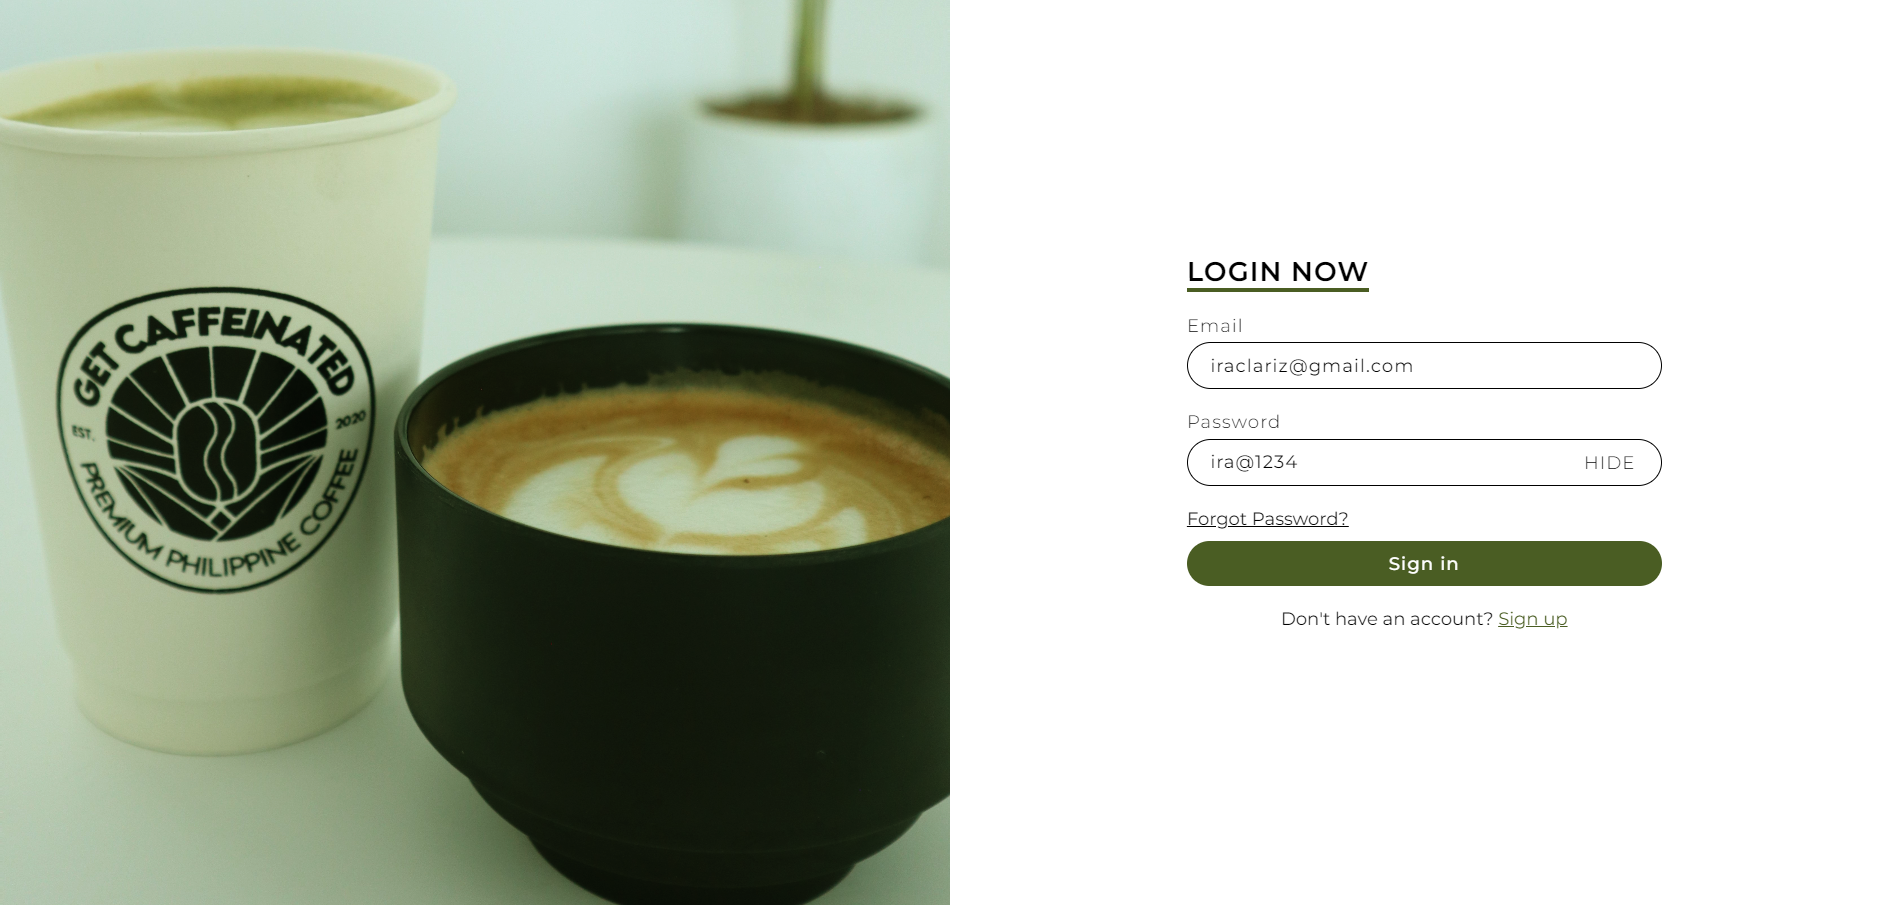 GET CAFFEINATED
EST. 2020
PREMIUM PHILIPPINE COFFEE
LOGIN NOW
Email
iraclariz@gmail.com
Password
ira@1234 HIDE
Forgot Password?
Sign in
Don't have an account? Sign up